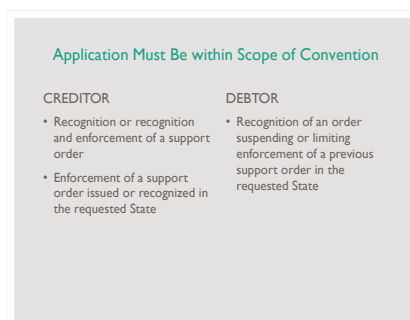 Application Must Be within Scope of Convention
CREDITOR
• Recognition or recognition
and enforcement of a support
order
• Enforcement of a support
order issued or recognized in
the requested State
DEBTOR
• Recognition of an order
suspending or limiting
enforcement of a previous
support order in the
requested State